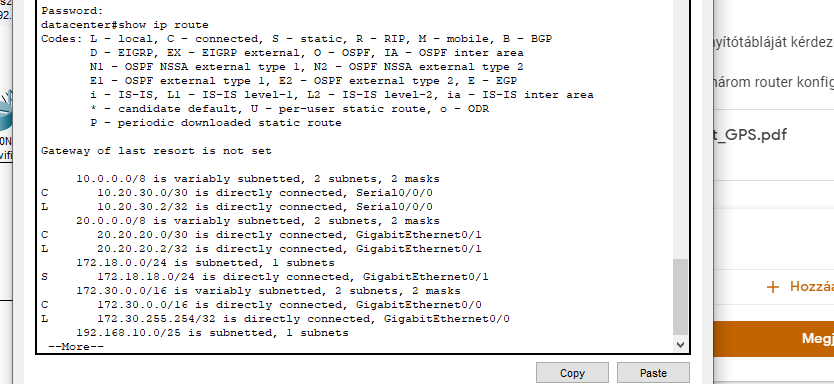 Password:
datacenter#show ip route
Codes: L - local, C - connected, S - static, R - RIP, M - mobile, B - BGP
D - EIGRP, EX - EIGRP external, O - OSPF, IA - OSPF inter area
N1 - OSPF NSSA external type 1, N2 - OSPF NSSA external type 2
E1 - OSPF external type 1, E2 - OSPF external type 2, E - EGP
i - IS-IS, L1 - IS-IS level-1, L2 - IS-IS level-2, ia - IS-IS inter area
* - candidate default, U - per-user static route, o - ODR
P - periodic downloaded static route
Gateway of last resort is not set
10.0.0.0/8 is variably subnetted, 2 subnets, 2 masks
C 10.20.30.0/30 is directly connected, Serial0/0/0
L 10.20.30.2/32 is directly connected, Serial0/0/0
20.0.0.0/8 is variably subnetted, 2 subnets, 2 masks
C 20.20.20.0/30 is directly connected, GigabitEthernet0/1
L 20.20.20.2/32 is directly connected, GigabitEthernet0/1
172.18.0.0/24 is subnetted, 1 subnets
S 172.18.18.0/24 is directly connected, GigabitEthernet0/1
172.30.0.0/16 is variably subnetted, 2 subnets, 2 masks
C 172.30.0.0/16 is directly connected, GigabitEthernet0/0
L 172.30.255.254/32 is directly connected, GigabitEthernet0/0
192.168.10.0/25 is subnetted, 1 subnets
--More--
Copy Paste
92.
nyítótábláját kérdez
három router konfig
t_GPS.pdf
+ Hozzáa
Megj